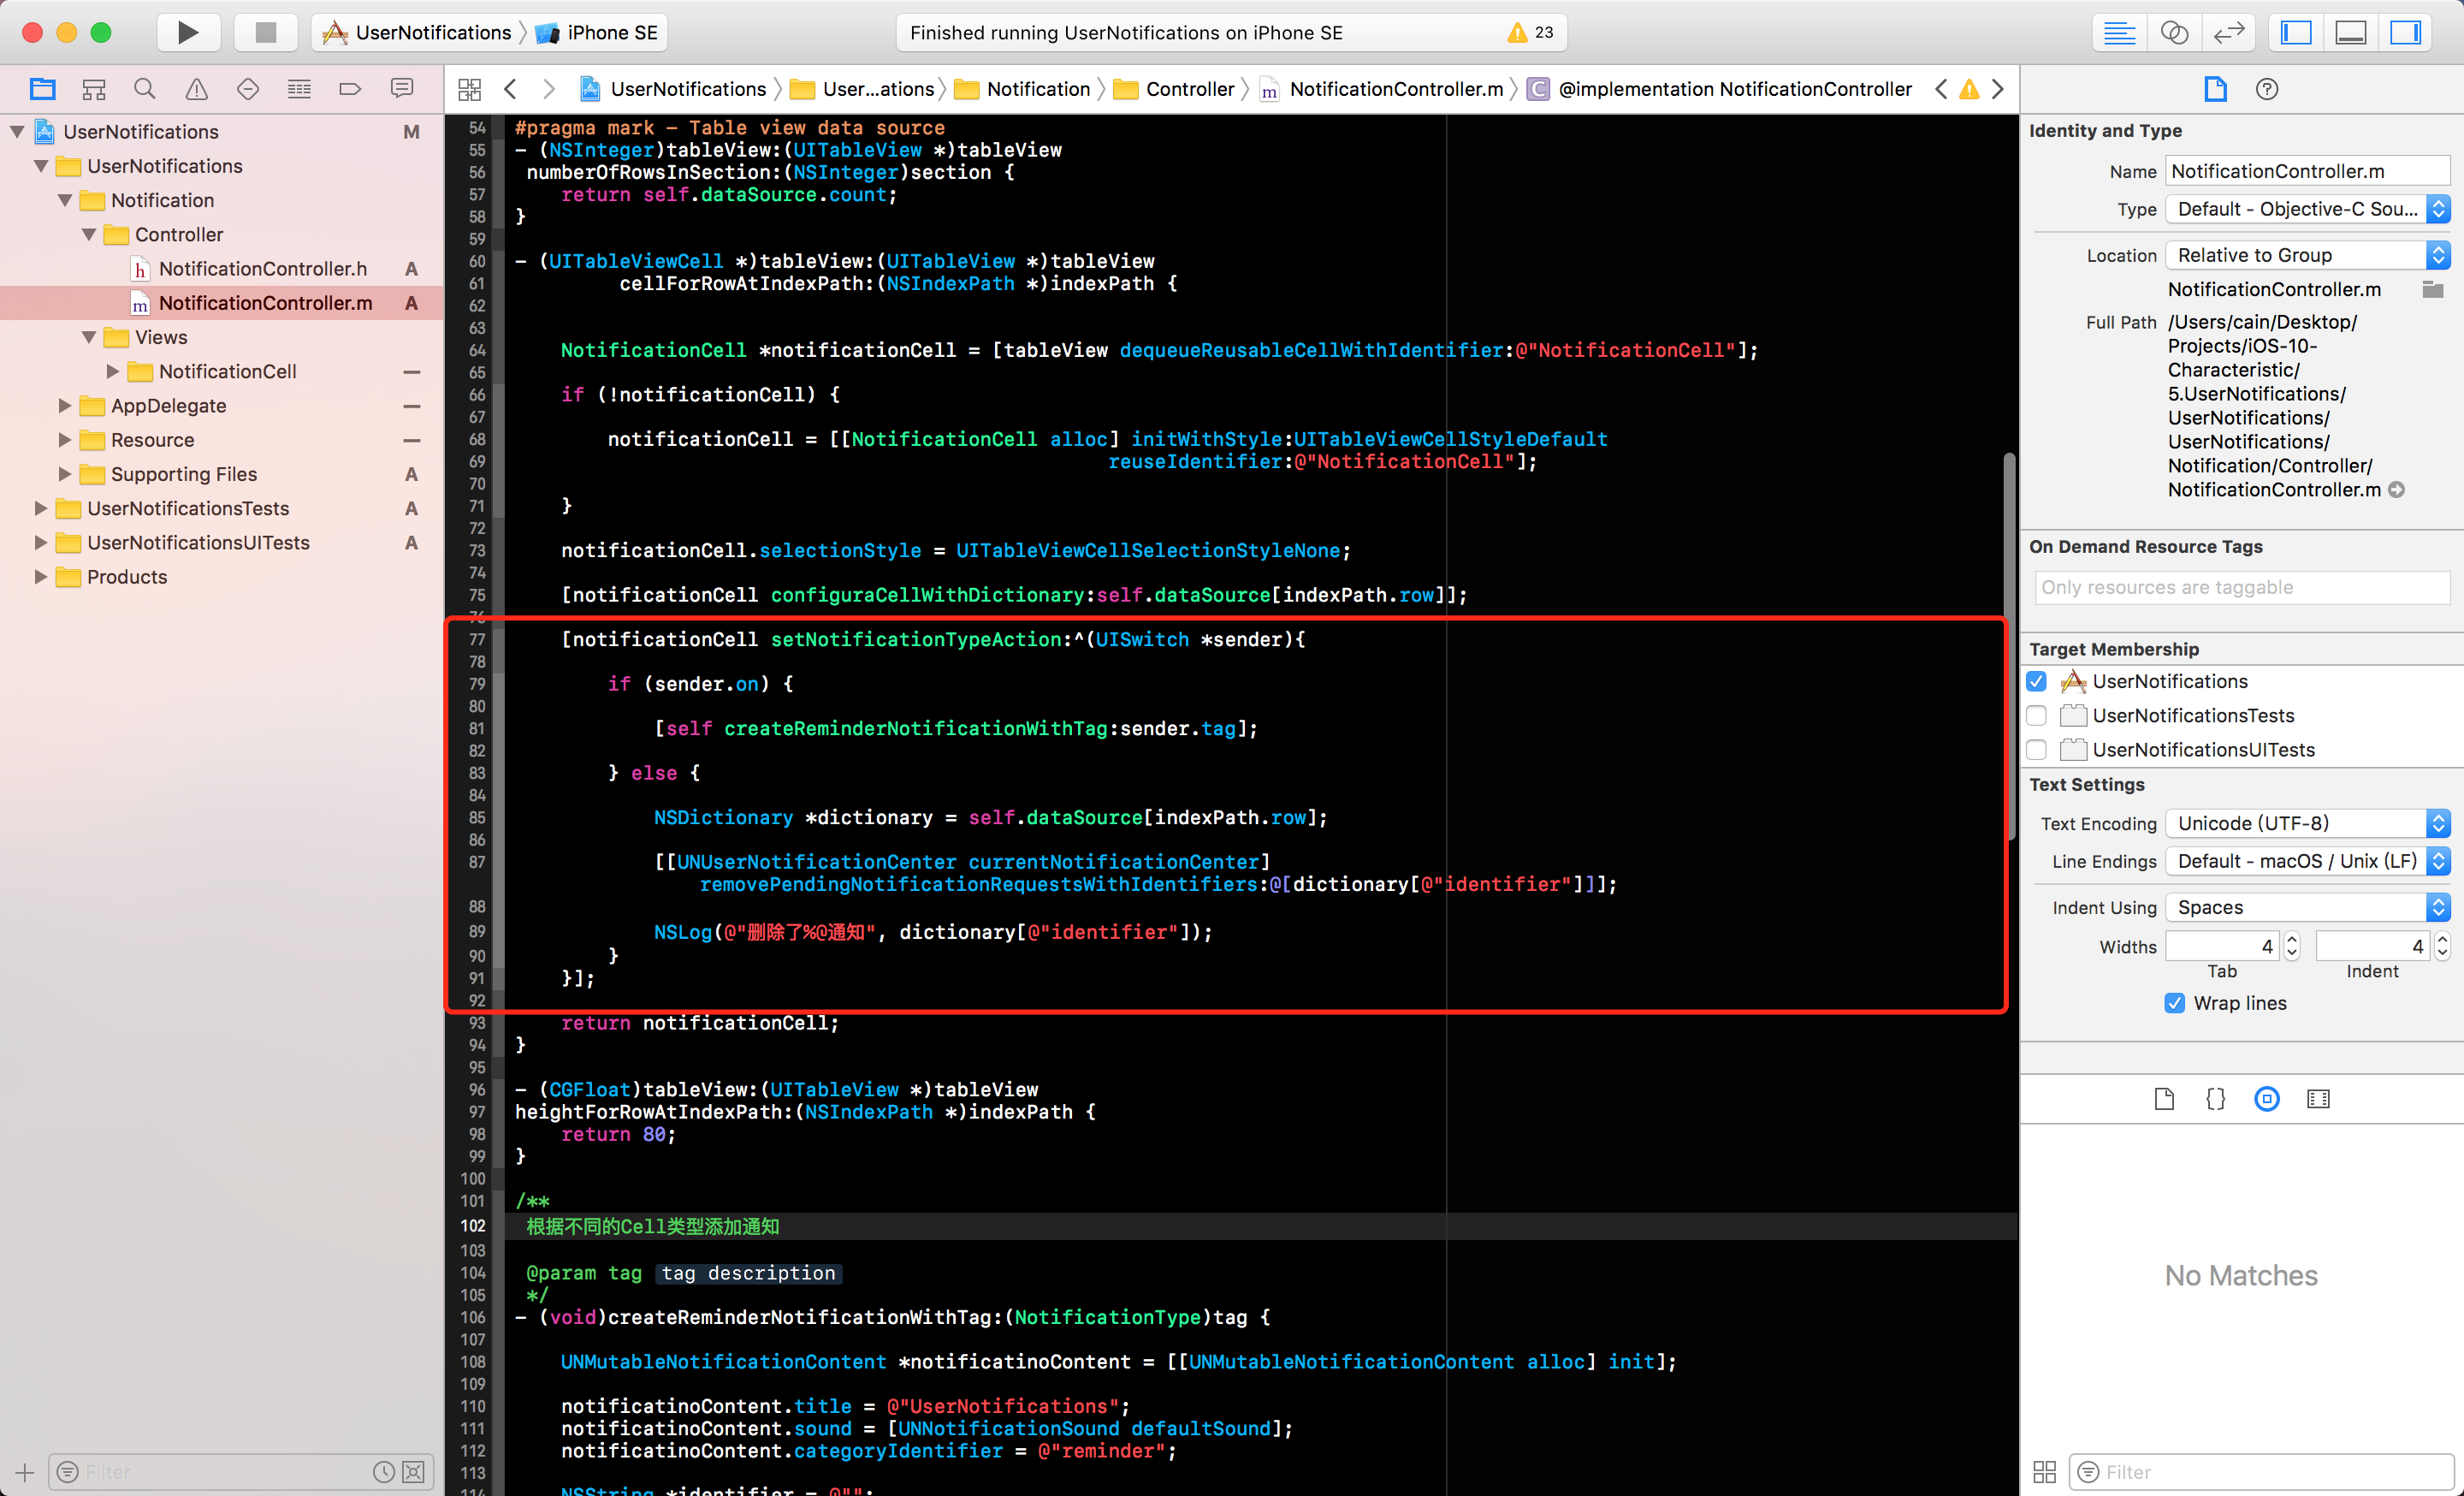 UserNotifications 〉 iPhone SE
Finished running UserNotifications on iPhone SE
23
UserNotifications 〉 User...ations 〉 Notification 〉 Controller 〉 NotificationController.m 〉 C @implementation NotificationController
UserNotifications M
UserNotifications
Notification
Controller
h NotificationController.h A
m NotificationController.m A
Views
NotificationCell —
AppDelegate —
Resource —
Supporting Files A
UserNotificationsTests A
UserNotificationsUITests A
Products
Filter
54 #pragma mark - Table view data source
55 - (NSInteger)tableView:(UITableView *)tableView
56 numberOfRowsInSection:(NSInteger)section {
57 return self.dataSource.count;
58 }
59
60 - (UITableViewCell *)tableView:(UITableView *)tableView
61 cellForRowAtIndexPath:(NSIndexPath *)indexPath {
62
63
64 NotificationCell *notificationCell = [tableView dequeueReusableCellWithIdentifier:@"NotificationCell"];
65
66 if (!notificationCell) {
67
68 notificationCell = [[NotificationCell alloc] initWithStyle:UITableViewCellStyleDefault
69 reuseIdentifier:@"NotificationCell"];
70
71 }
72
73 notificationCell.selectionStyle = UITableViewCellSelectionStyleNone;
74
75 [notificationCell configuraCellWithDictionary:self.dataSource[indexPath.row]];
76
77 [notificationCell setNotificationTypeAction:^(UISwitch *sender){
78
79 if (sender.on) {
80
81 [self createReminderNotificationWithTag:sender.tag];
82
83 } else {
84
85 NSDictionary *dictionary = self.dataSource[indexPath.row];
86
87 [[UNUserNotificationCenter currentNotificationCenter]
removePendingNotificationRequestsWithIdentifiers:@[dictionary[@"identifier"]]];
88
89 NSLog(@"删除了%@通知", dictionary[@"identifier"]);
90 }
91 }];
92
93 return notificationCell;
94 }
95
96 - (CGFloat)tableView:(UITableView *)tableView
97 heightForRowAtIndexPath:(NSIndexPath *)indexPath {
98 return 80;
99 }
100
101 /**
102 根据不同的Cell类型添加通知
103
104 @param tag tag description
105 */
106 - (void)createReminderNotificationWithTag:(NotificationType)tag {
107
108 UNMutableNotificationContent *notificatinoContent = [[UNMutableNotificationContent alloc] init];
109
110 notificatinoContent.title = @"UserNotifications";
111 notificatinoContent.sound = [UNNotificationSound defaultSound];
112 notificatinoContent.categoryIdentifier = @"reminder";
113
114 NSString *identifier = @"";
Identity and Type
Name NotificationController.m
Type Default - Objective-C Sou...
Location Relative to Group
NotificationController.m
Full Path /Users/cain/Desktop/
Projects/iOS-10-
Characteristic/
5.UserNotifications/
UserNotifications/
UserNotifications/
Notification/Controller/
NotificationController.m
On Demand Resource Tags
Only resources are taggable
Target Membership
UserNotifications
UserNotificationsTests
UserNotificationsUITests
Text Settings
Text Encoding Unicode (UTF-8)
Line Endings Default - macOS / Unix (LF)
Indent Using Spaces
Widths 4 4
Tab Indent
Wrap lines
No Matches
Filter